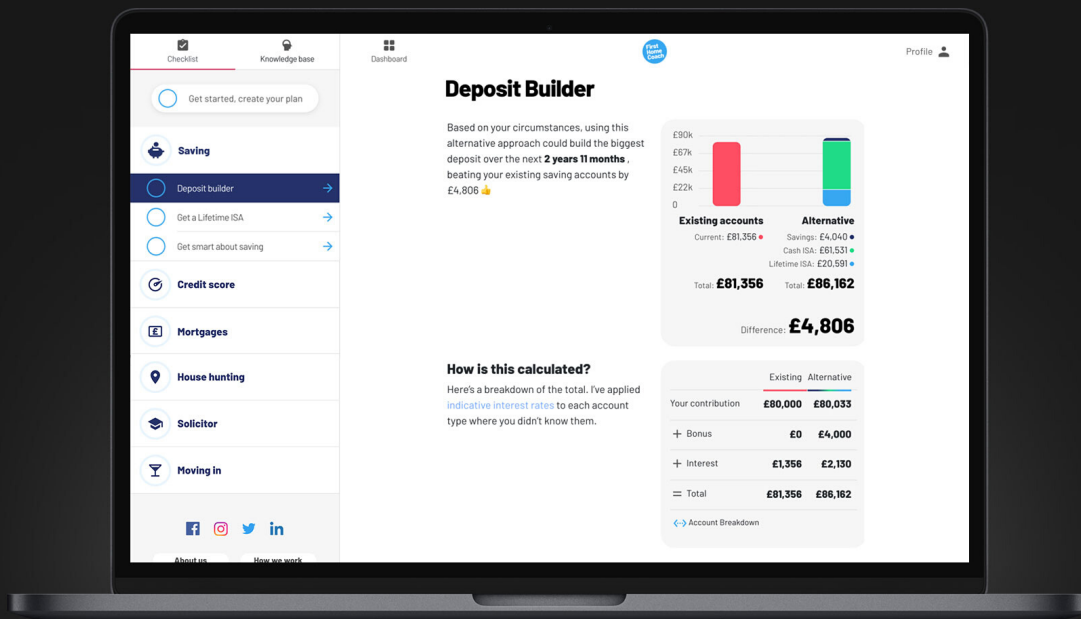 Checklist
Knowledge base
Dashboard
First
Home
Coach
Profile
Get started, create your plan
Saving
Deposit builder
Get a Lifetime ISA
Get smart about saving
Credit score
Mortgages
House hunting
Solicitor
Moving in
About us
How we work
Deposit Builder
Based on your circumstances, using this
alternative approach could build the biggest
deposit over the next 2 years 11 months ,
beating your existing saving accounts by
£4,806 👍
£90k
£67k
£45k
£22k
0
Existing accounts
Current: £81,356
Total: £81,356
Alternative
Savings: £4,040
Cash ISA: £61,531
Lifetime ISA: £20,591
Total: £86,162
Difference: £4,806
How is this calculated?
Here's a breakdown of the total. I've applied
indicative interest rates to each account
type where you didn't know them.
Existing Alternative
Your contribution £80,000 £80,033
+ Bonus £0 £4,000
+ Interest £1,356 £2,130
= Total £81,356 £86,162
Account Breakdown